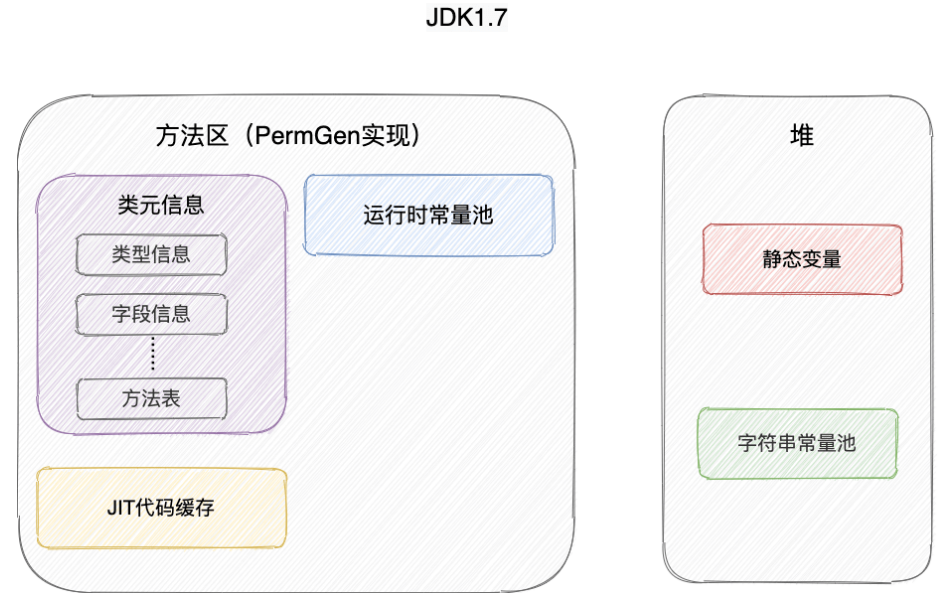 JDK1.7
方法区（PermGen实现）
类元信息
类型信息
字段信息
方法表
运行时常量池
JIT代码缓存
堆
静态变量
字符串常量池